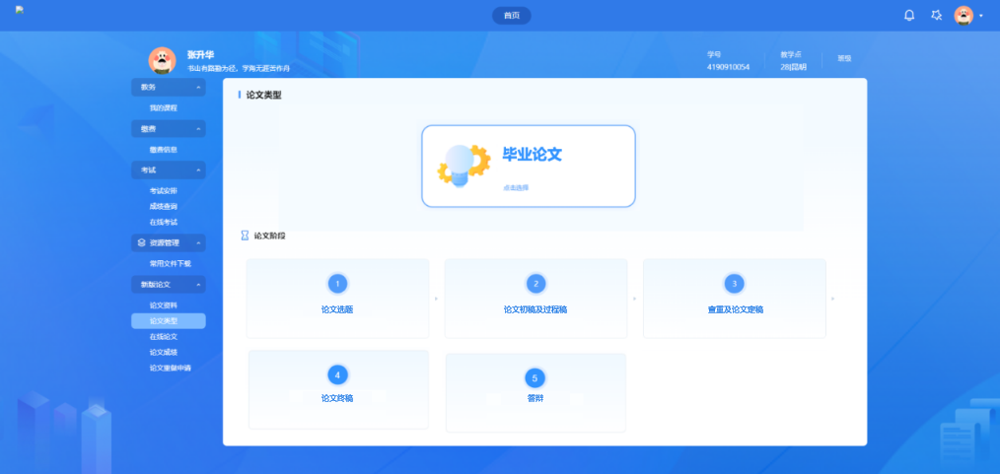 首页
张升华
书山有路勤为径，学海无涯苦作舟
学号
4190910054
教学点
28|昆明
班级
教务
我的课程
缴费
缴费信息
考试
考试安排
成绩查询
在线考试
资源管理
常用文件下载
新版论文
论文资料
论文类型
在线论文
论文成绩
论文重做申请
论文类型
毕业论文
点击选择
论文阶段
1
论文选题
2
论文初稿及过程稿
3
查重及论文定稿
4
论文终稿
5
答辩